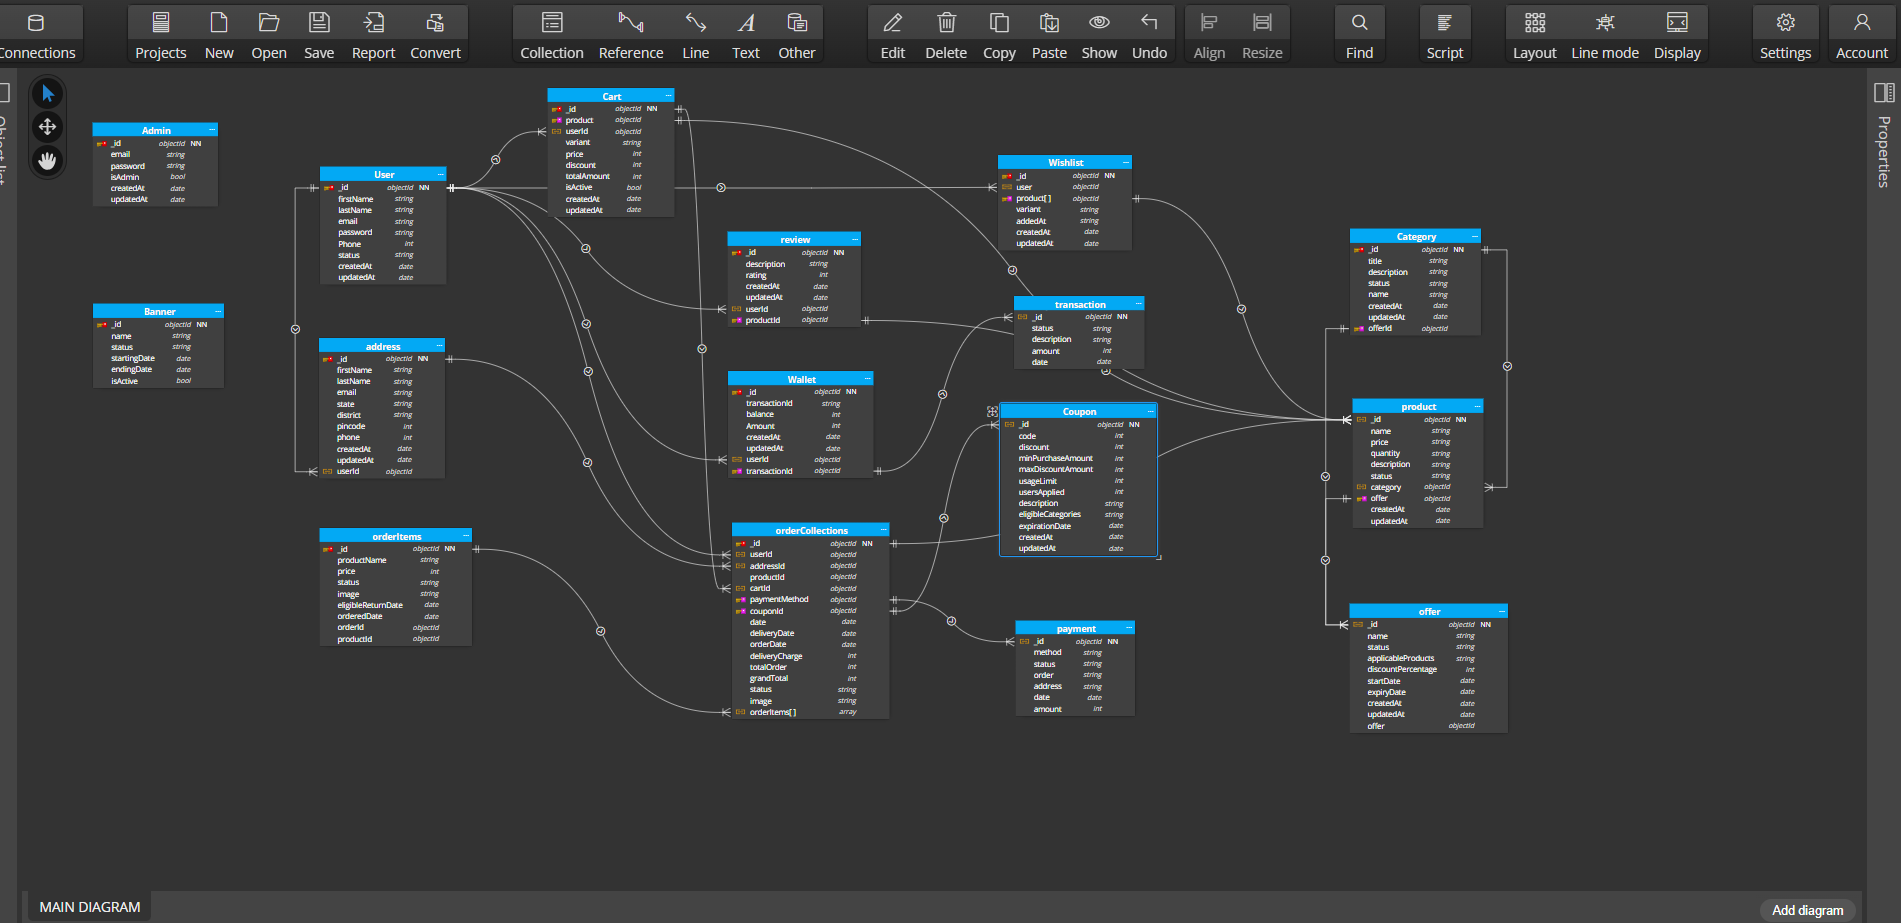 Connections
Projects New Open Save Report Convert
Collection Reference Line Text Other
Edit Delete Copy Paste Show Undo
Align Resize
Find
Script
Layout Line mode Display
Settings
Account
Properties
Admin
_id objectId NN
email string
password string
isAdmin bool
createdAt date
updatedAt date
Banner
_id objectId NN
name string
status string
startingDate date
endingDate date
isActive bool
User
_id objectId NN
firstName string
lastName string
email string
password string
Phone int
status string
createdAt date
updatedAt date
address
_id objectId NN
firstName string
lastName string
email string
state string
district string
pincode int
phone int
createdAt date
updatedAt date
userId objectId
orderItems
_id objectId NN
productName string
price int
status string
image string
eligibleReturnDate date
orderedDate date
orderId objectId
productId objectId
Cart
_id objectId NN
product objectId
userId objectId
variant string
price int
discount int
totalAmount int
isActive bool
createdAt date
updatedAt date
review
_id objectId NN
description string
rating int
createdAt date
updatedAt date
userId objectId
productId objectId
Wallet
_id objectId NN
transactionId string
balance int
Amount int
createdAt date
updatedAt date
userId objectId
transactionId objectId
orderCollections
_id objectId NN
userId objectId
addressId objectId
productId objectId
cartId objectId
paymentMethod objectId
couponId objectId
date date
deliveryDate date
orderDate date
deliveryCharge int
totalOrder int
grandTotal int
status string
image string
orderItems[] array
Wishlist
_id objectId NN
user objectId
product[] objectId
variant string
addedAt string
createdAt date
updatedAt date
transaction
_id objectId NN
status string
description string
amount int
date date
Coupon
_id objectId NN
code int
discount int
minPurchaseAmount int
maxDiscountAmount int
usageLimit int
usersApplied int
description string
eligibleCategories string
expirationDate date
createdAt date
updatedAt date
payment
_id objectId NN
method string
status string
order string
address string
date date
amount int
Category
_id objectId NN
title string
description string
status string
name string
createdAt date
updatedAt date
offerId objectId
product
_id objectId NN
name string
price string
quantity string
description string
status string
category objectId
offer objectId
createdAt date
updatedAt date
offer
_id objectId NN
name string
status string
applicableProducts string
discountPercentage int
startDate date
expiryDate date
createdAt date
updatedAt date
offer objectId
MAIN DIAGRAM
Add diagram